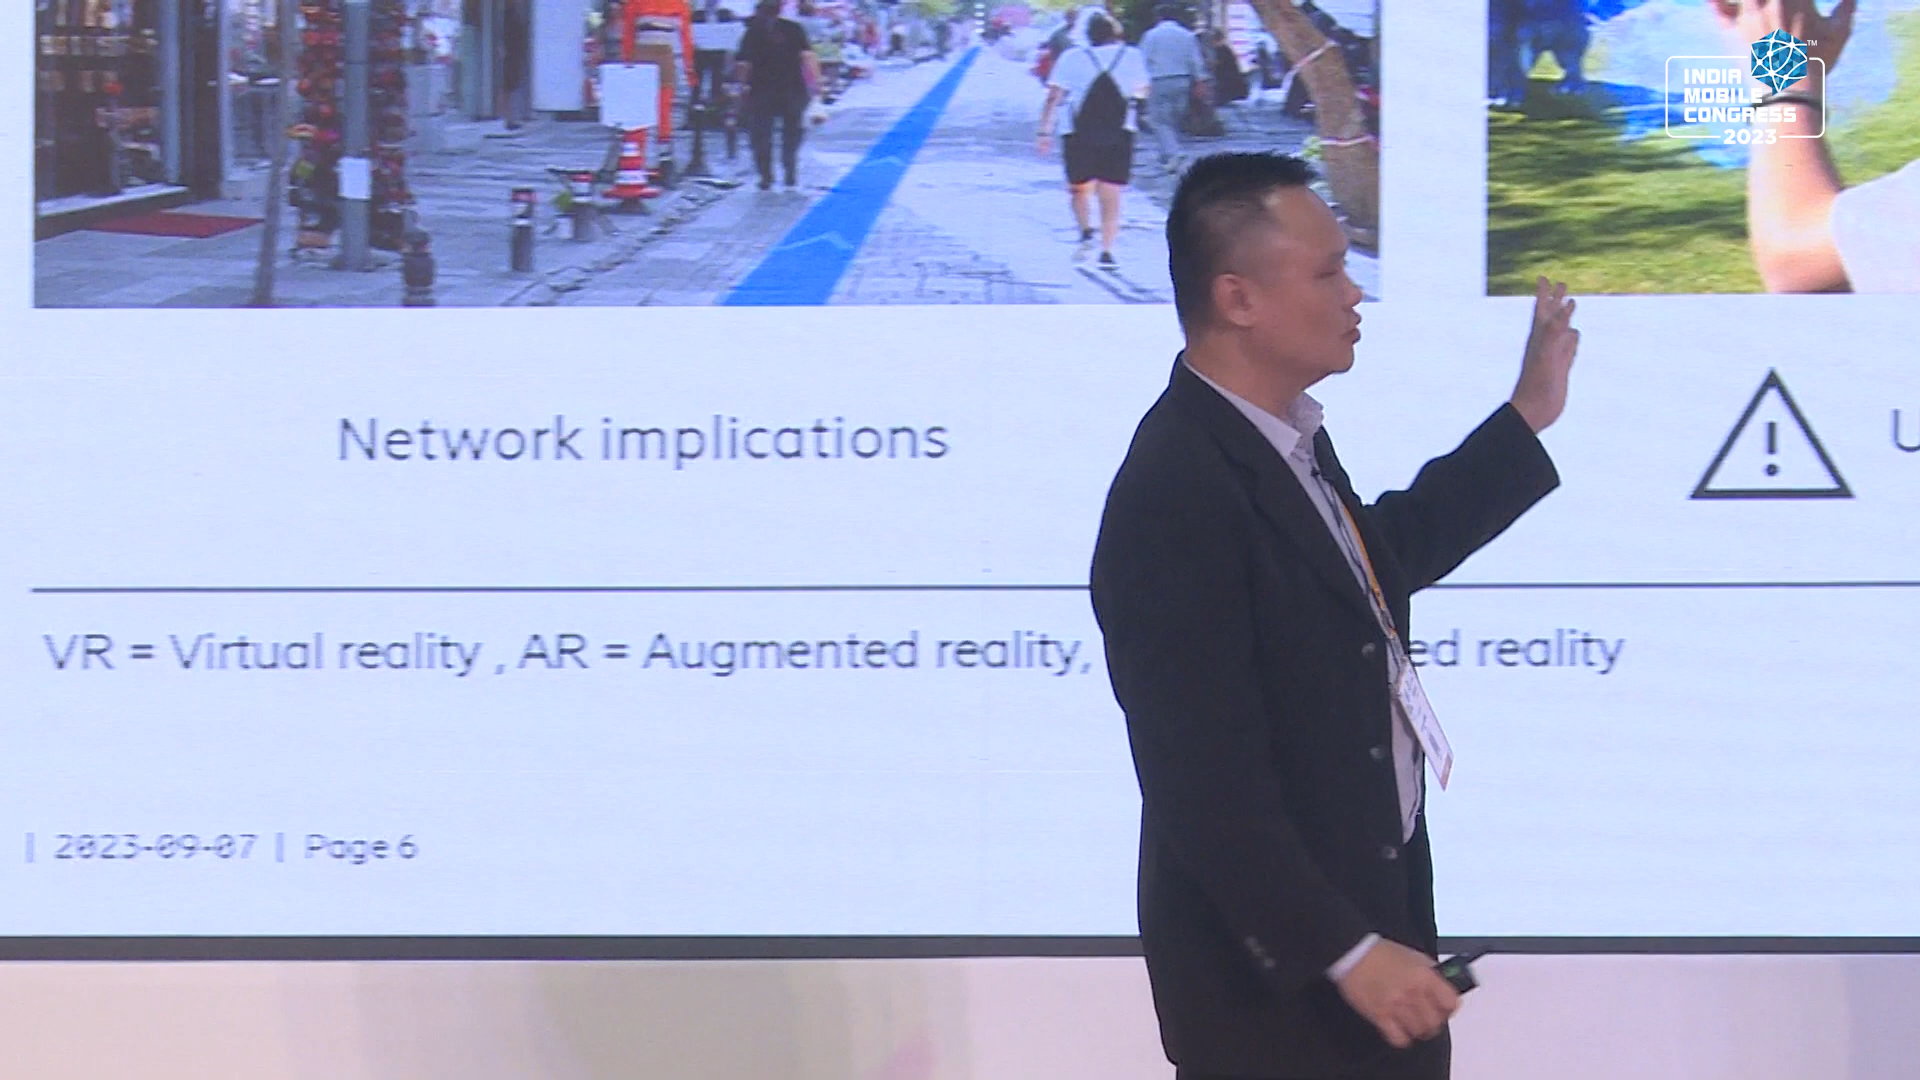 INDIA
MOBILE
CONGRESS
2023
TM
Network implications
VR = Virtual reality , AR = Augmented reality, ed reality
| 2023-09-07 | Page 6